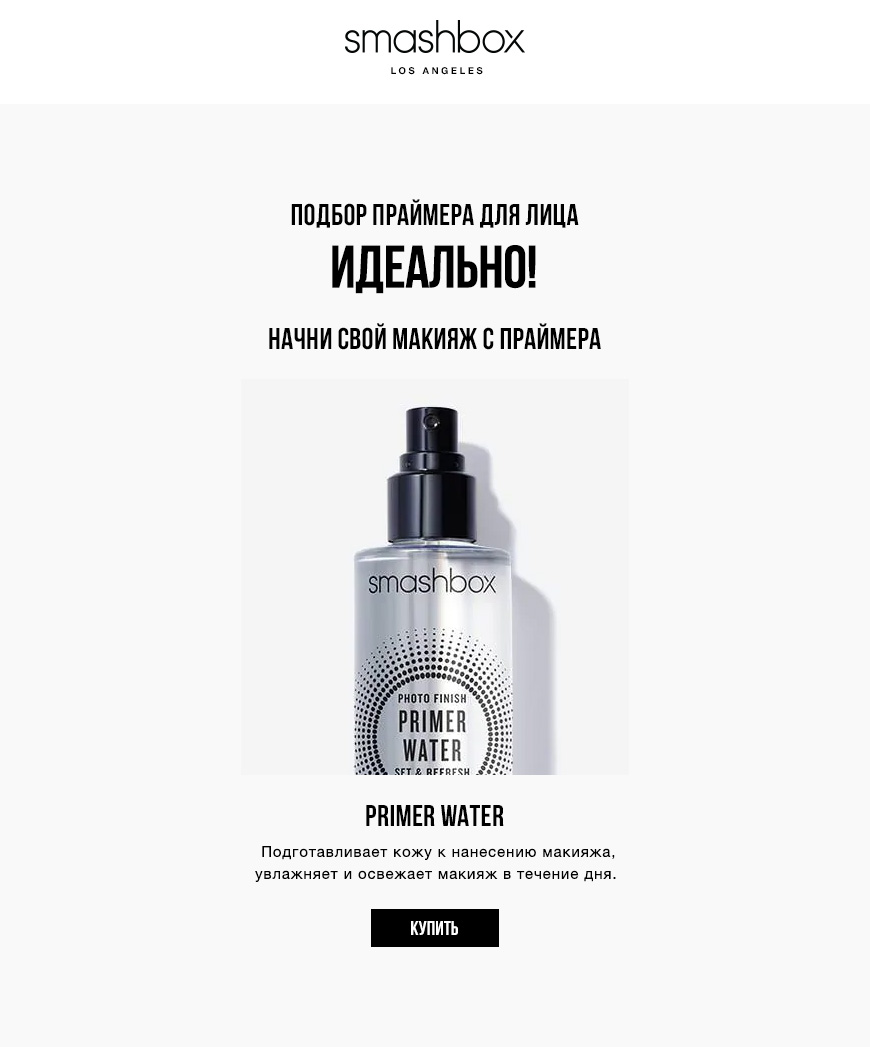 smashbox
LOS ANGELES
ПОДБОР ПРАЙМЕРА ДЛЯ ЛИЦА
ИДЕАЛЬНО!
НАЧНИ СВОЙ МАКИЯЖ С ПРАЙМЕРА
smashbox
PHOTO FINISH
PRIMER
WATER
SET & REFRESH
PRIMER WATER
Подготавливает кожу к нанесению макияжа,
увлажняет и освежает макияж в течение дня.
КУПИТЬ